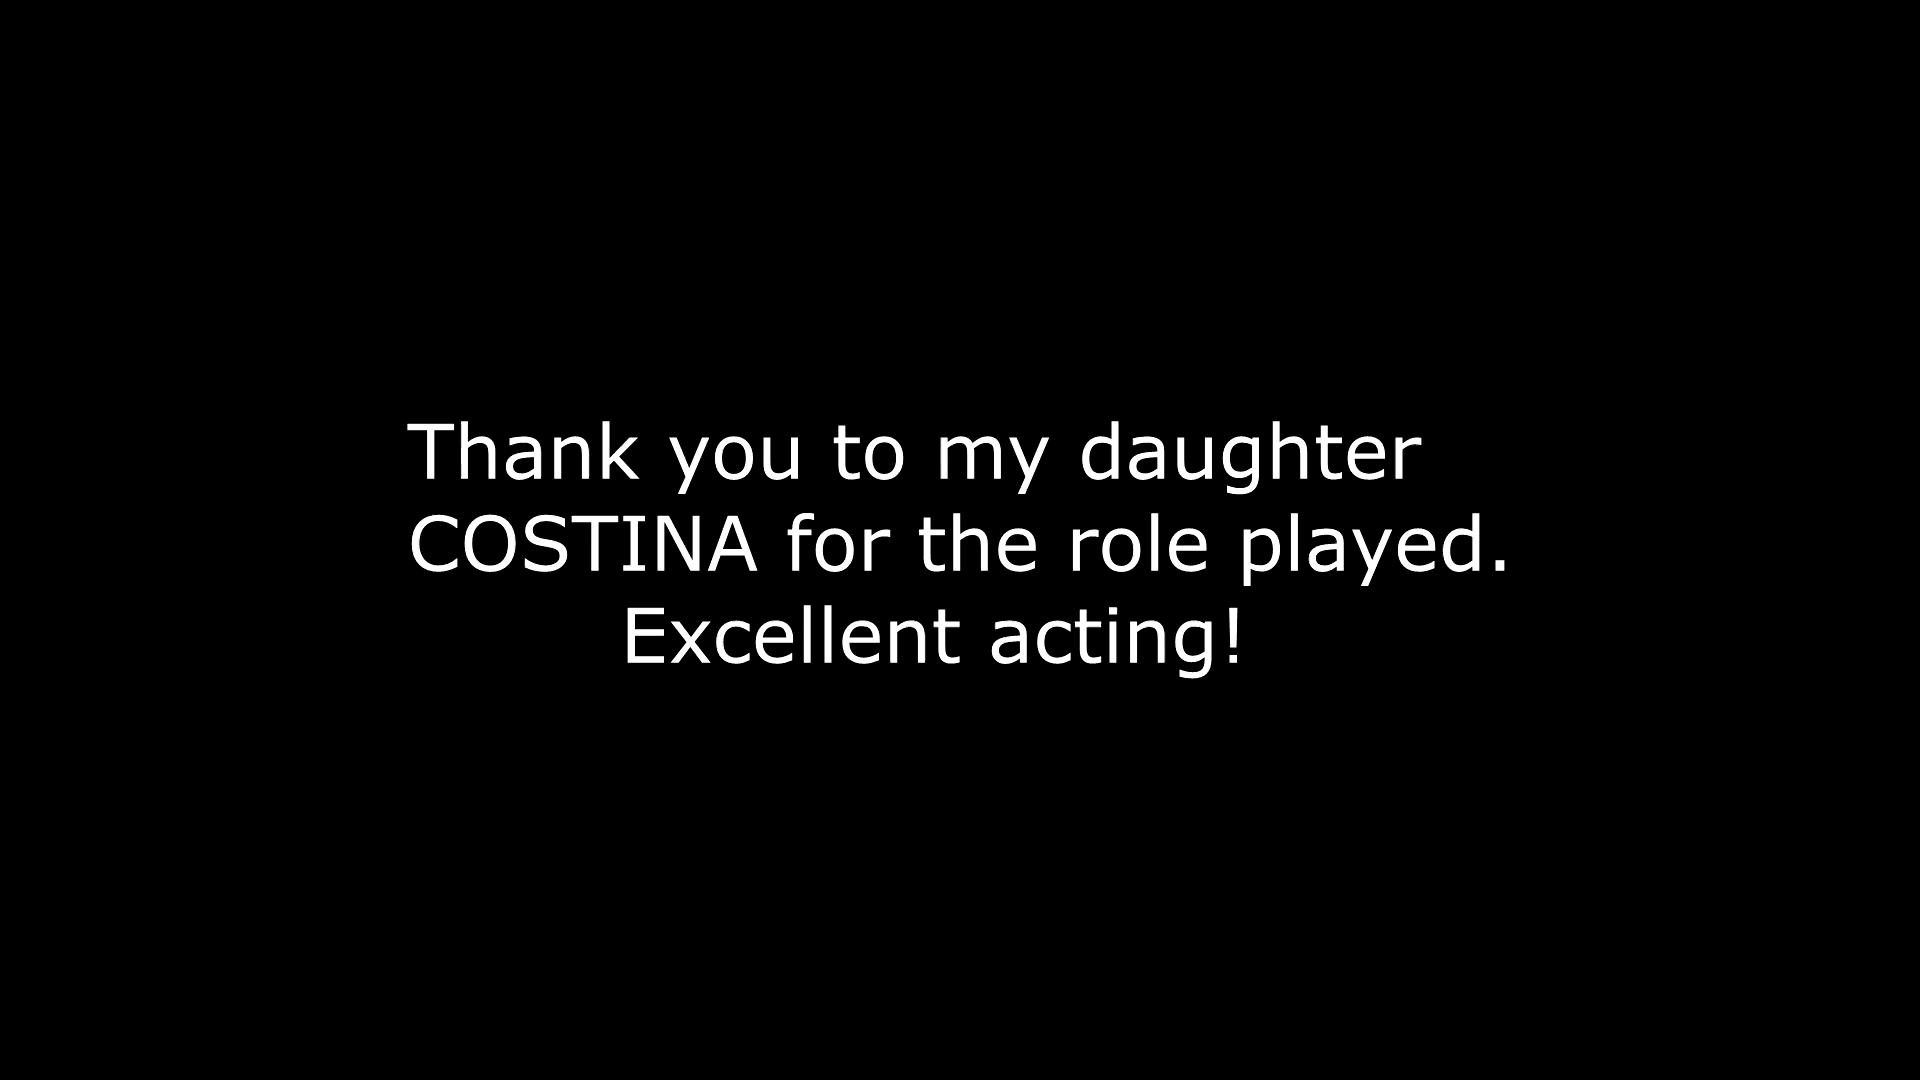 Thank you to my daughter
COSTINA for the role played.
Excellent acting!